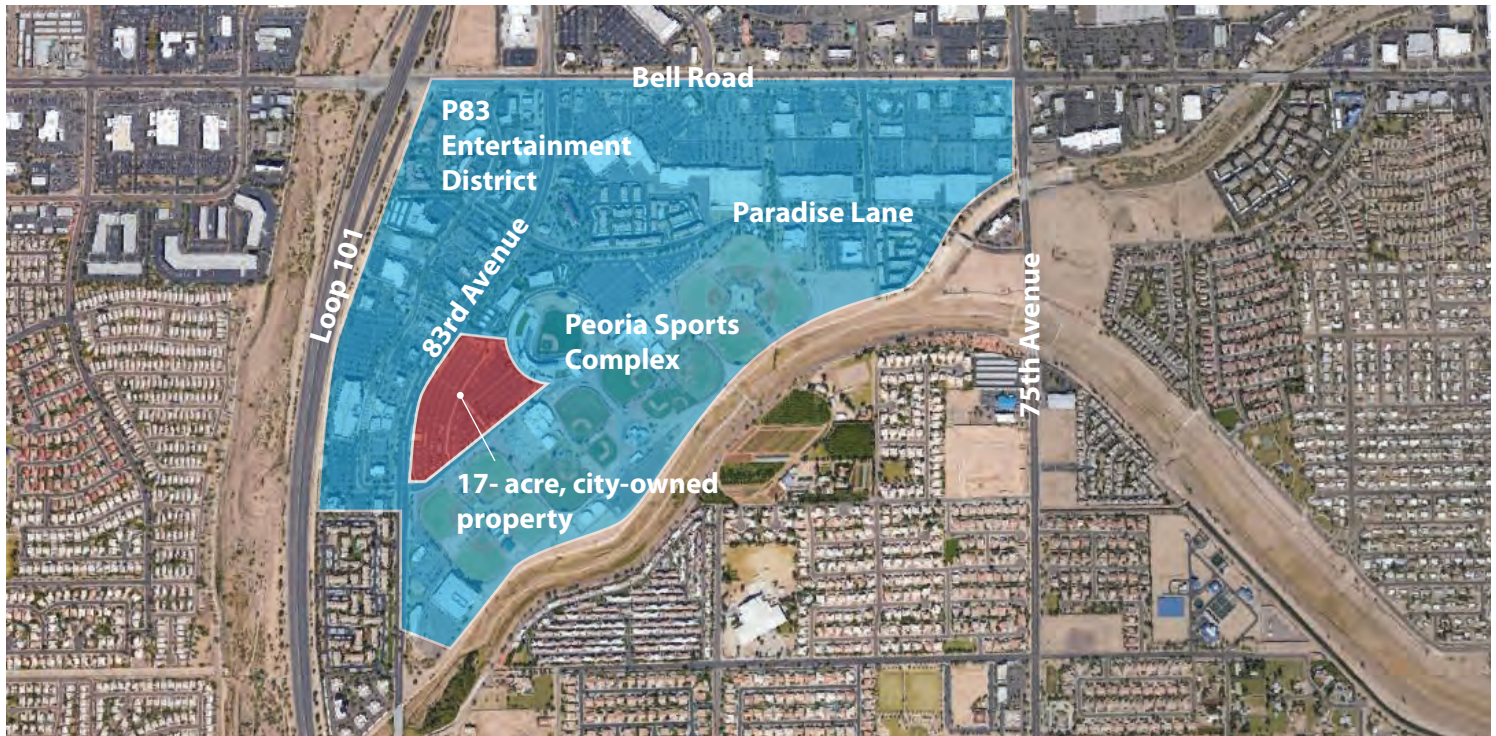 Bell Road
P83
Entertainment
District
Paradise Lane
Loop 101
83rd Avenue
75th Avenue
Peoria Sports
Complex
17- acre, city-owned
property